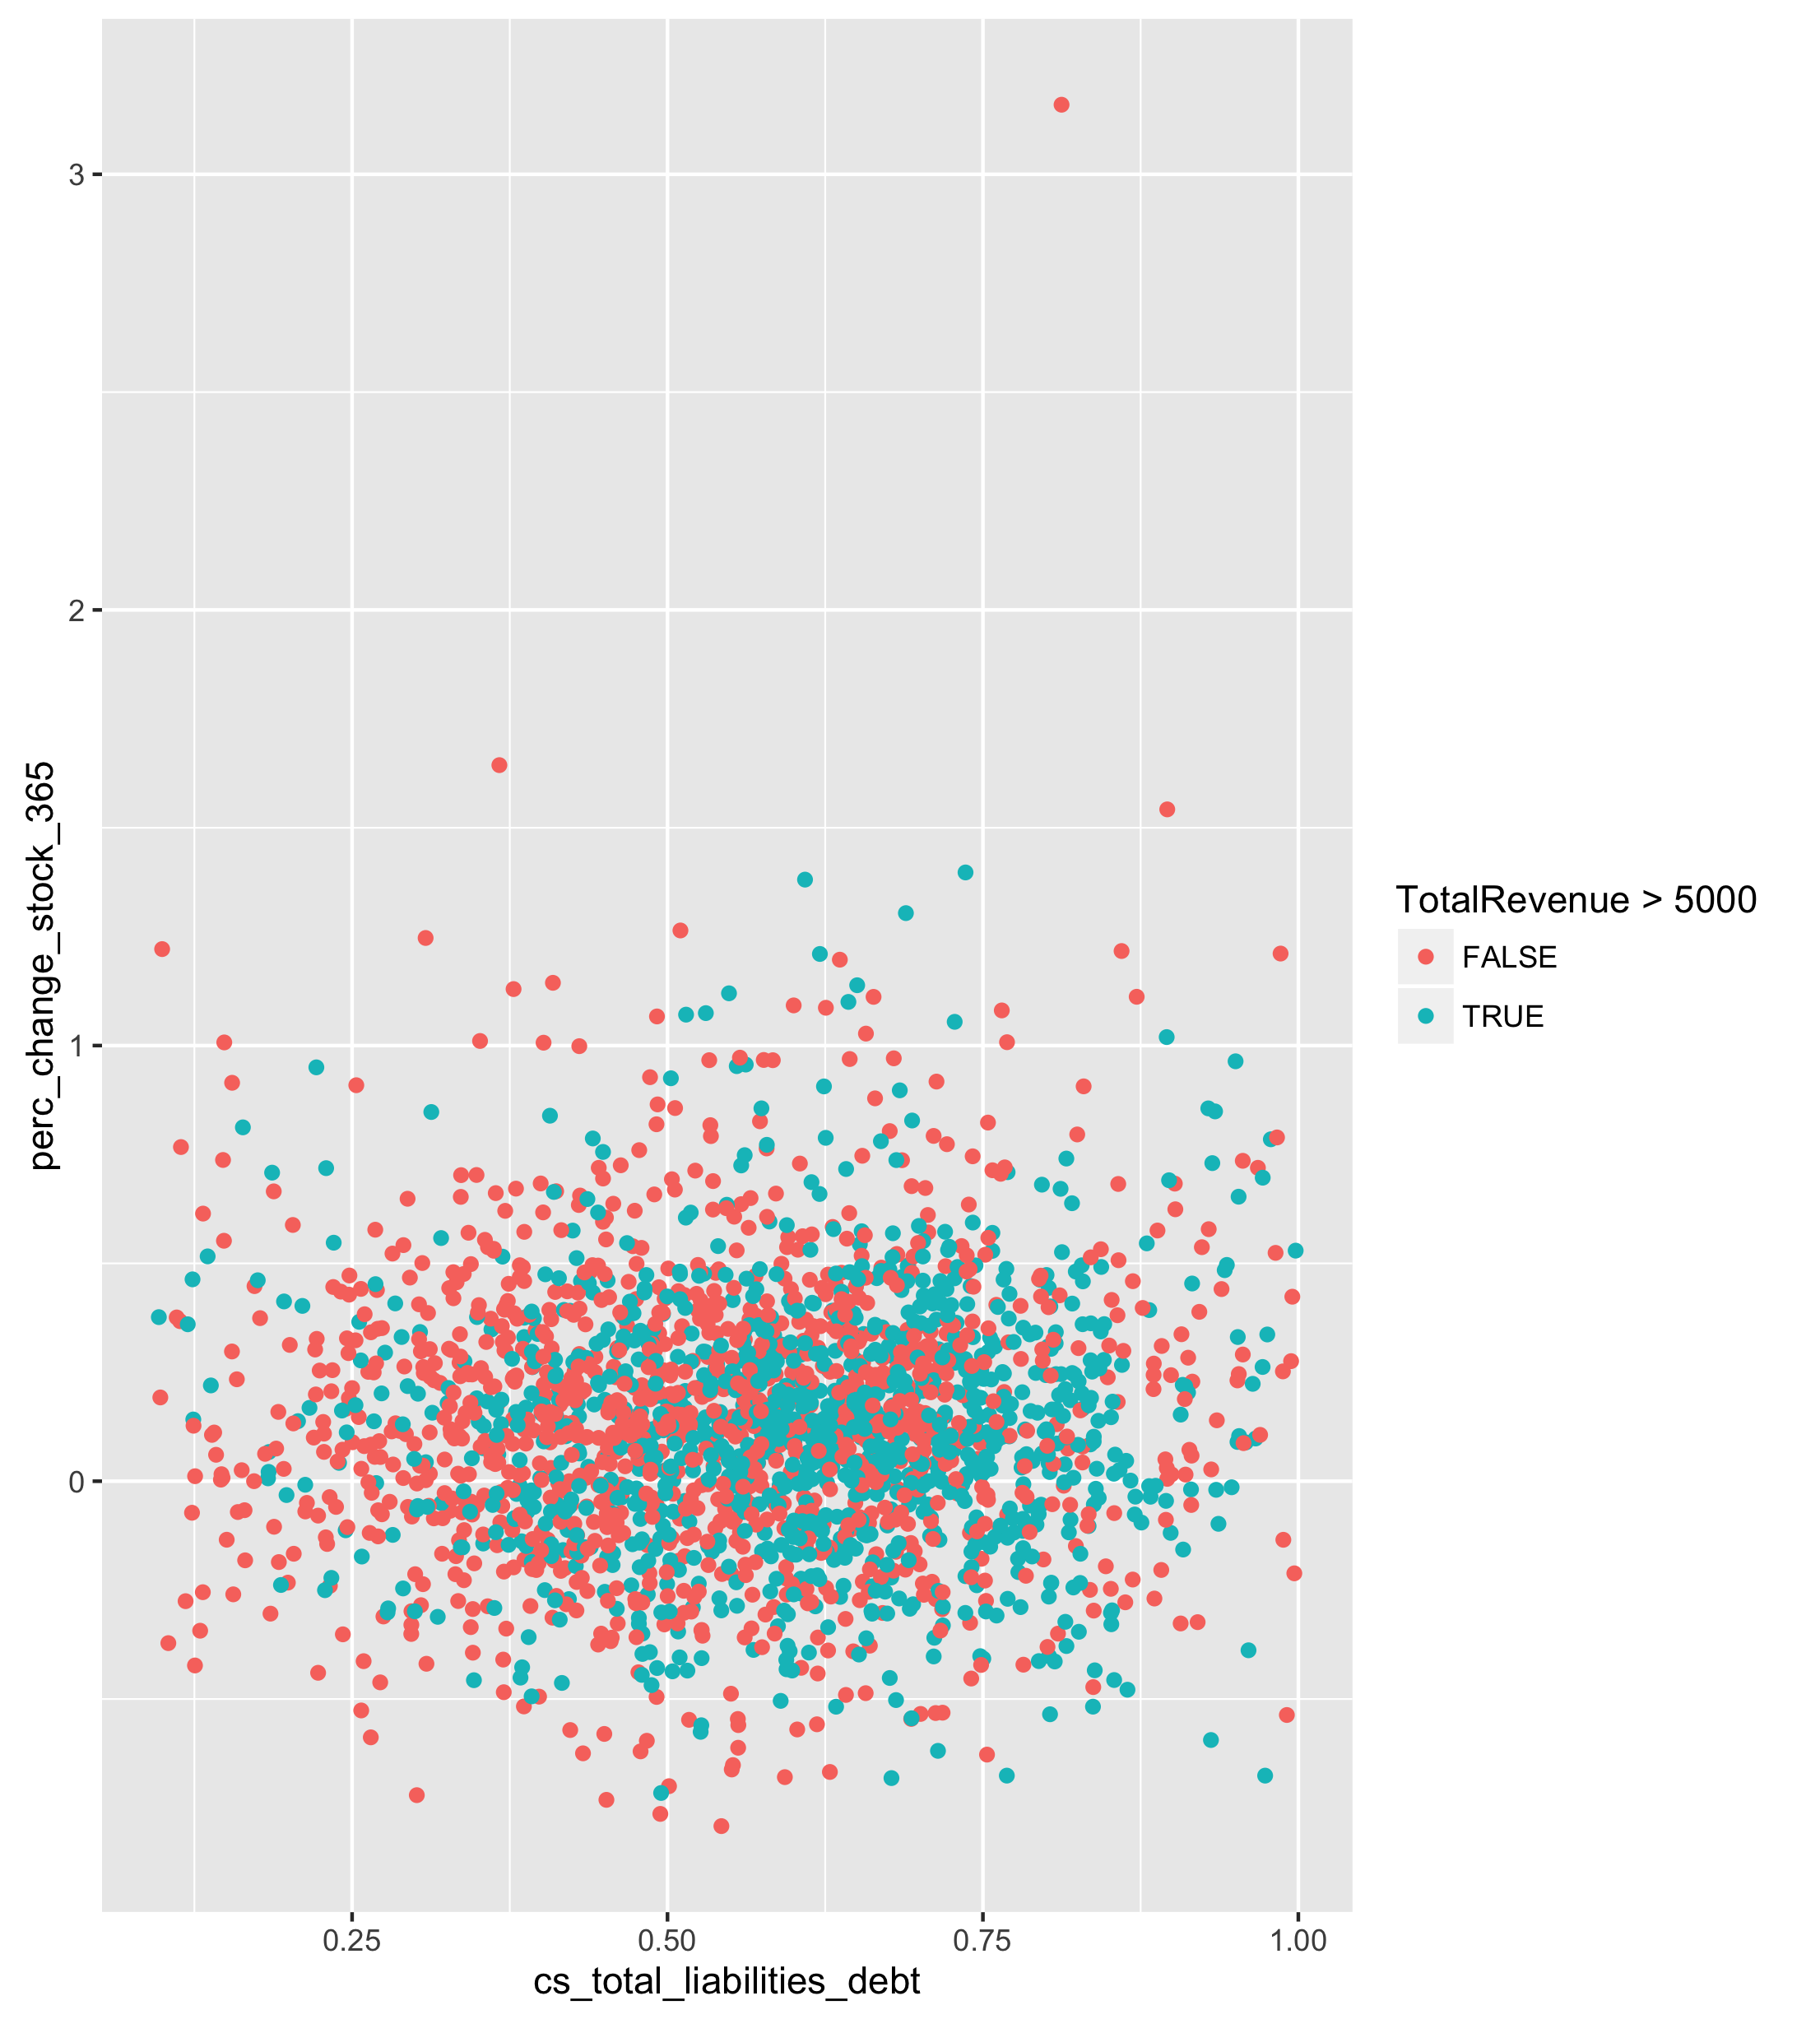 3
2
1
0
perc_change_stock_365
0.25
0.50
0.75
1.00
cs_total_liabilities_debt
TotalRevenue > 5000
FALSE
TRUE